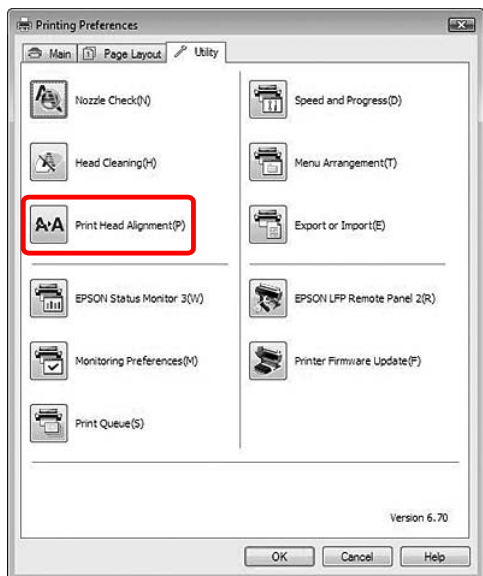 Printing Preferences
Main
Page Layout
Utility
Nozzle Check(N)
Speed and Progress(D)
Head Cleaning(H)
Menu Arrangement(T)
A›A Print Head Alignment(P)
Export or Import(E)
EPSON Status Monitor 3(W)
EPSON LFP Remote Panel 2(R)
Monitoring Preferences(M)
Printer Firmware Update(F)
Print Queue(S)
Version 6.70
OK
Cancel
Help